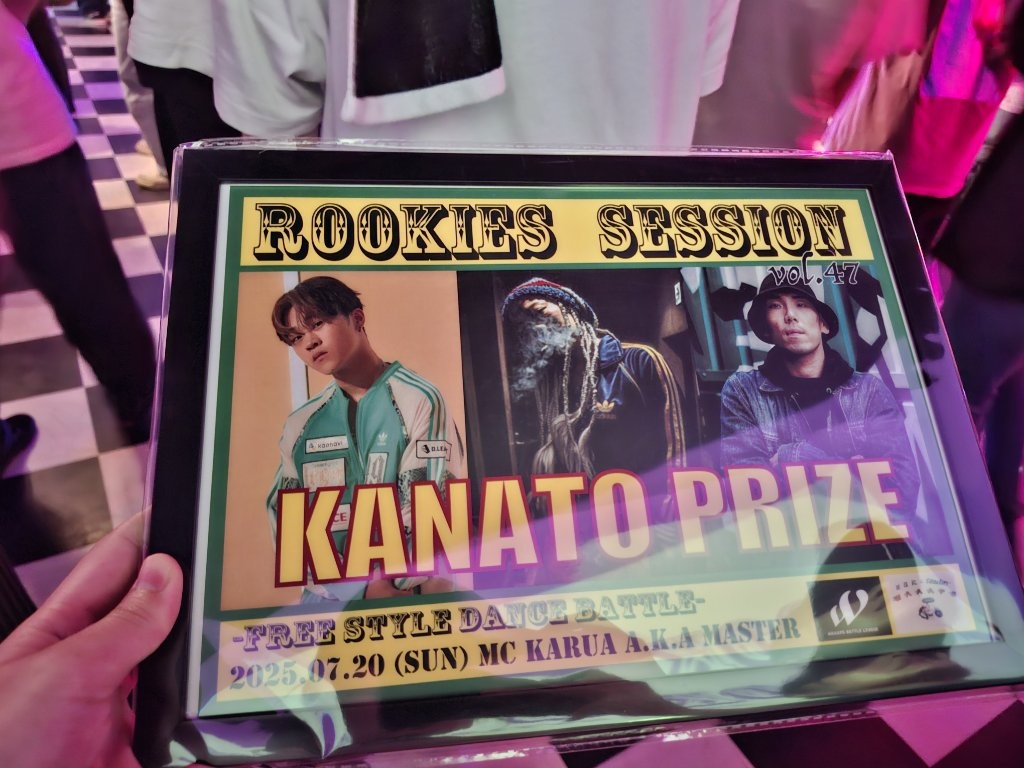 ROOKIES SESSION
vol.47
KANATO PRIZE
-FREE STYLE DANCE BATTLE-
2025.07.20 (SUN) MC KARUA A.K.A MASTER